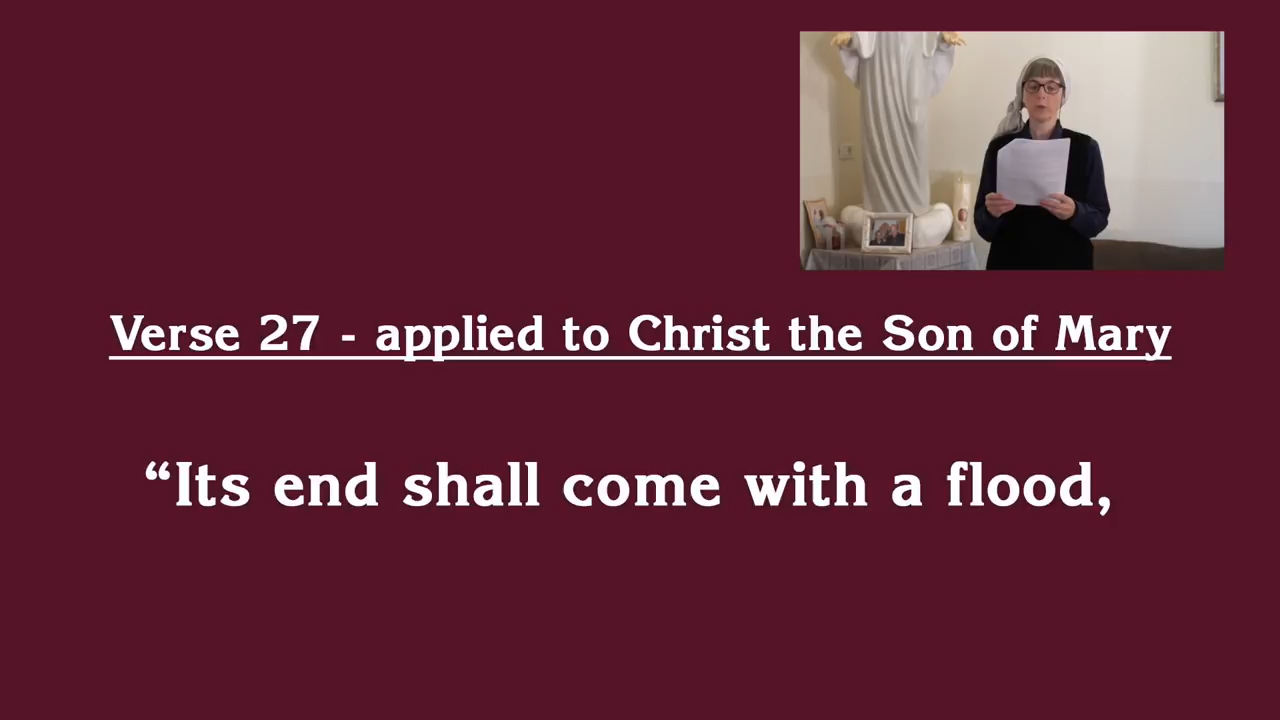 Verse 27 - applied to Christ the Son of Mary
“Its end shall come with a flood,